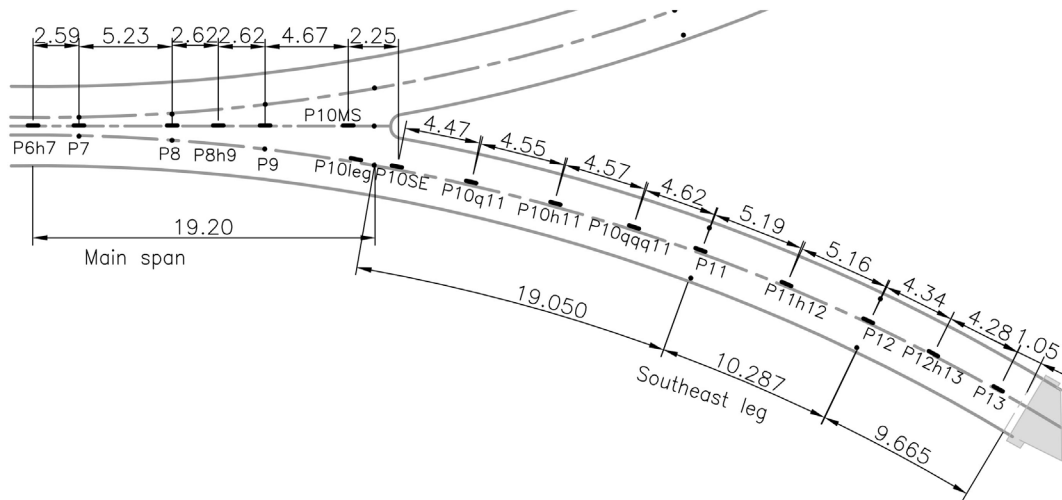 2.59 5.23 2.62 2.62 4.67 2.25
P10MS
P6h7 P7 P8 P8h9 P9 P10leg P10SE P10q11 P10h11 P10qqq11 P11 P11h12 P12 P12h13 P13
4.47 4.55 4.57 4.62 5.19 5.16 4.34 4.28 1.05
19.20
Main span
19.050 10.287 9.665
Southeast leg